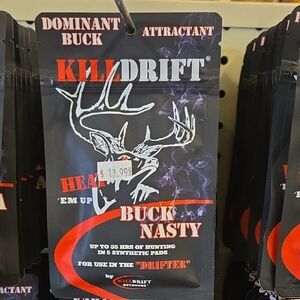 DOMINANT BUCK
ATTRACTANT
KILLDRIFT®
$ 13.99
HEAT
'EM UP
BUCK
NASTY
UP TO 35 HRS OF HUNTING
IN 5 SYNTHETIC PADS
FOR USE IN THE "DRIFTER"
by KILLDRIFT
ACTANT